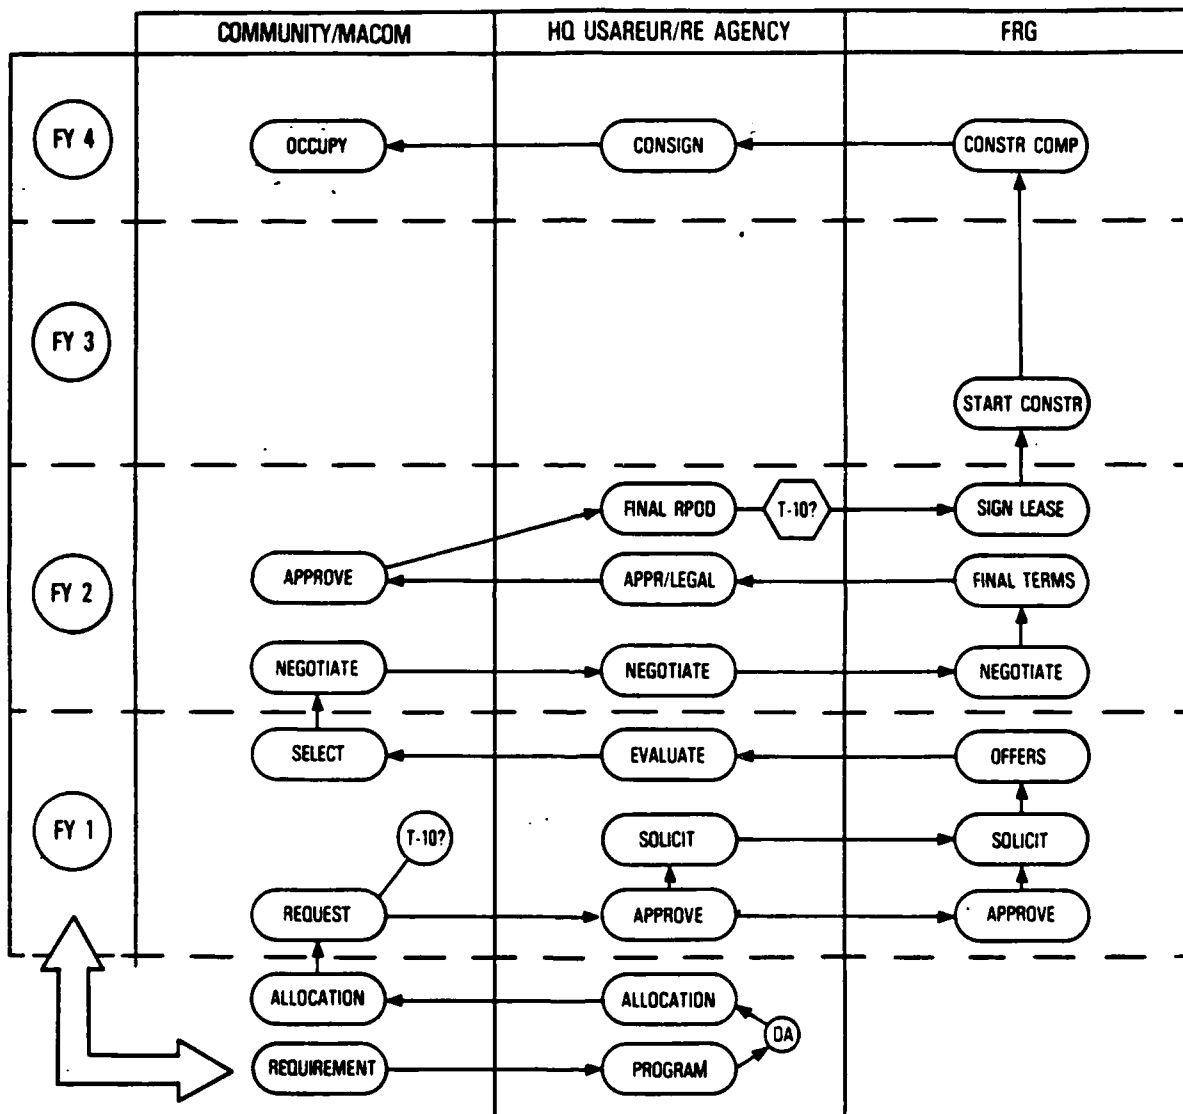 COMMUNITY/MACOM HQ USAREUR/RE AGENCY FRG
FY 4 OCCUPY CONSIGN CONSTR COMP
FY 3
START CONSTR
FINAL RPOD T-10? SIGN LEASE
FY 2 APPROVE APPR/LEGAL FINAL TERMS
NEGOTIATE NEGOTIATE NEGOTIATE
SELECT EVALUATE OFFERS
FY 1 T-10? SOLICIT SOLICIT
REQUEST APPROVE APPROVE
ALLOCATION ALLOCATION
DA
REQUIREMENT PROGRAM